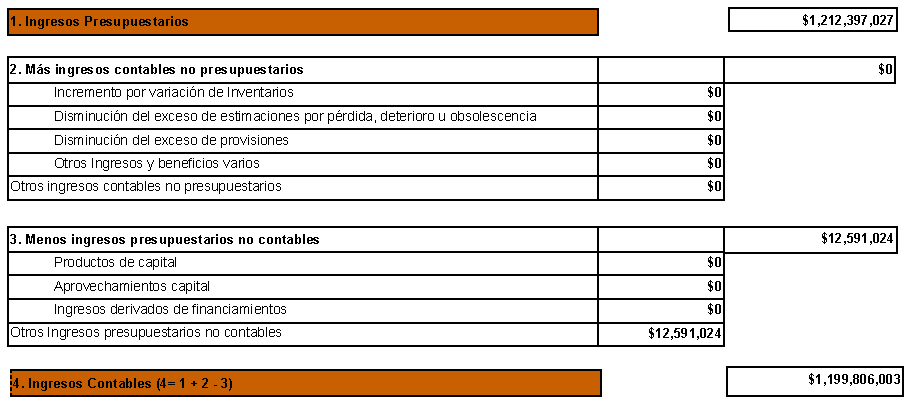 1. Ingresos Presupuestarios $1,212,397,027
2. Más ingresos contables no presupuestarios $0
Incremento por variación de Inventarios $0
Disminución del exceso de estimaciones por pérdida, deterioro u obsolescencia $0
Disminución del exceso de provisiones $0
Otros Ingresos y beneficios varios $0
Otros ingresos contables no presupuestarios $0
3. Menos ingresos presupuestarios no contables $12,591,024
Productos de capital $0
Aprovechamientos capital $0
Ingresos derivados de financiamientos $0
Otros Ingresos presupuestarios no contables $12,591,024
4. Ingresos Contables (4= 1 + 2 - 3) $1,199,806,003